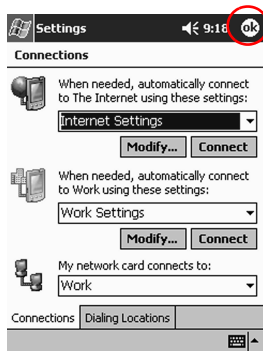 Settings 9:18 ok
Connections
When needed, automatically connect
to The Internet using these settings:
Internet Settings
Modify... Connect
When needed, automatically connect
to Work using these settings:
Work Settings
Modify... Connect
My network card connects to:
Work
Connections Dialing Locations